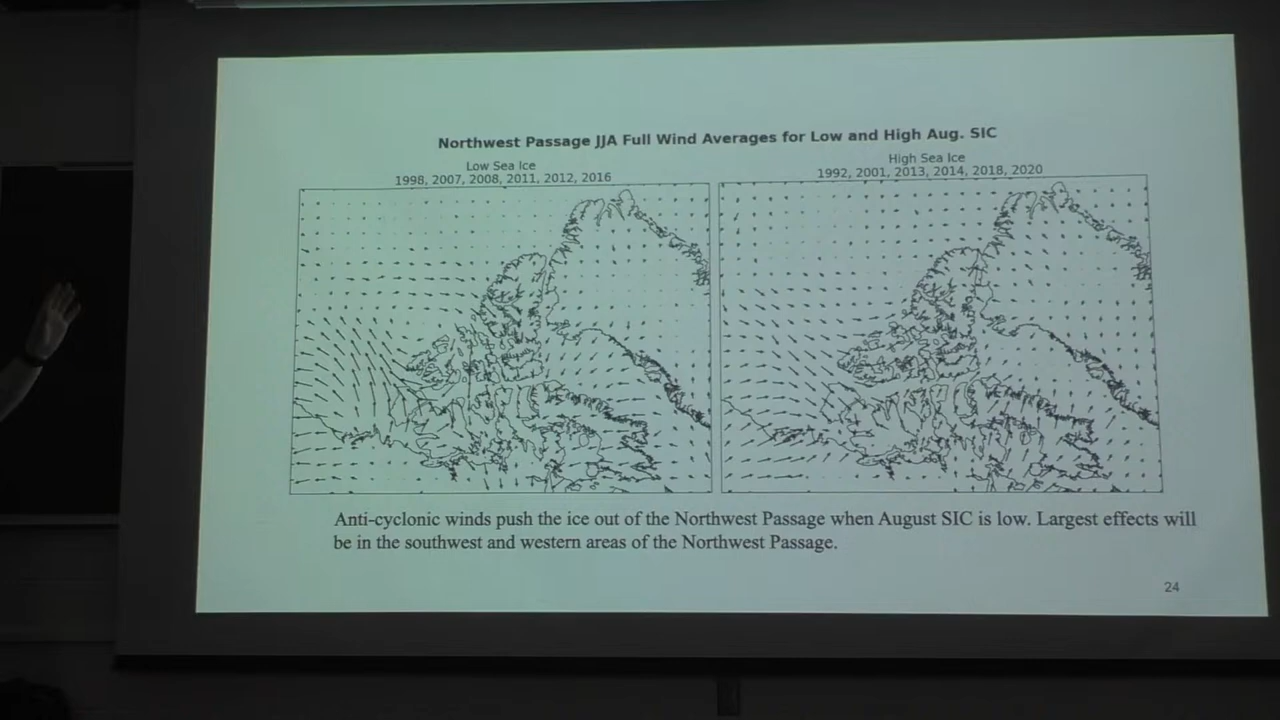 Northwest Passage JJA Full Wind Averages for Low and High Aug. SIC
Low Sea Ice
1998, 2007, 2008, 2011, 2012, 2016
High Sea Ice
1992, 2001, 2013, 2014, 2018, 2020
Anti-cyclonic winds push the ice out of the Northwest Passage when August SIC is low. Largest effects will
be in the southwest and western areas of the Northwest Passage.
24